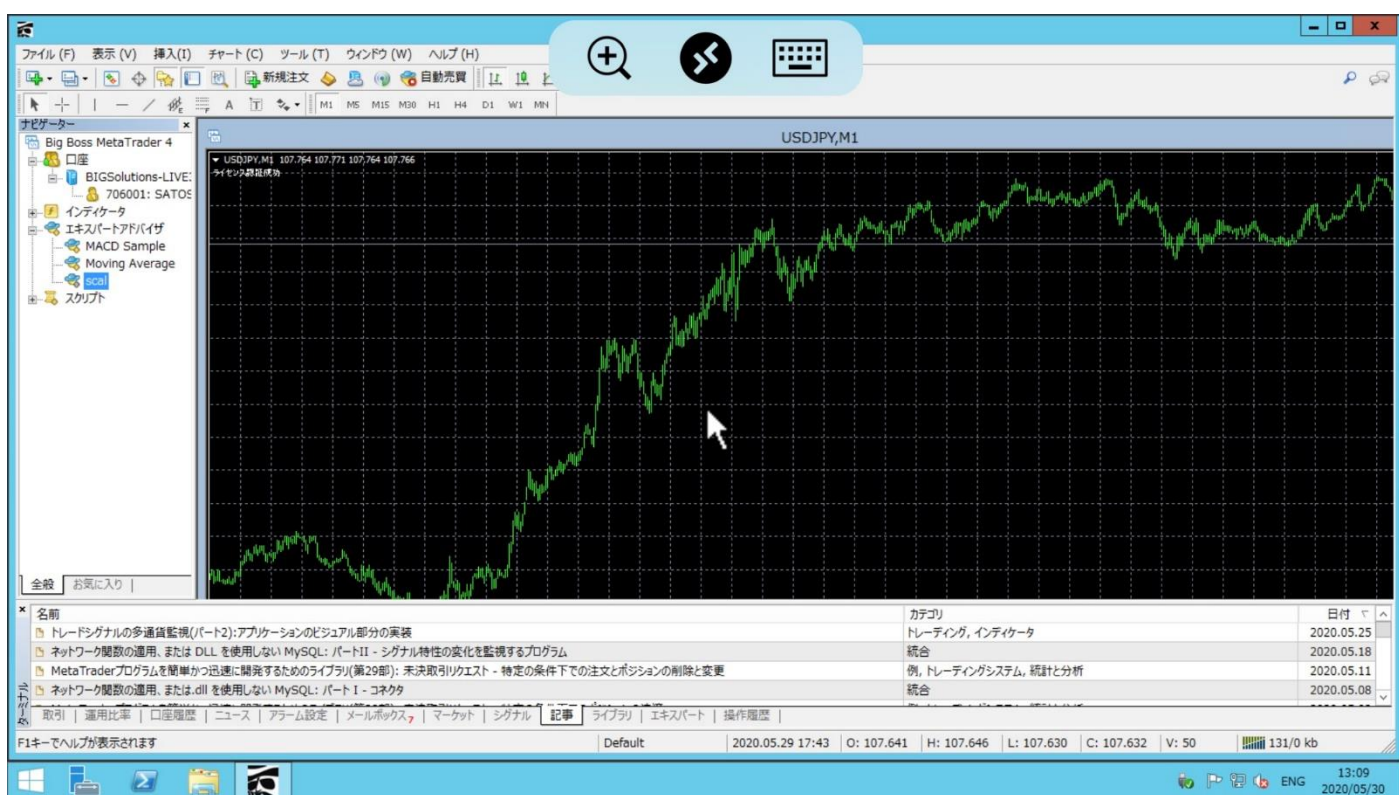 ファイル (F) 表示 (V) 挿入(I) チャート (C) ツール (T) ウィンドウ (W) ヘルプ (H)
新規注文 自動売買
A T M1 M5 M15 M30 H1 H4 D1 W1 MN
ナビゲーター
Big Boss MetaTrader 4
口座
BIGSolutions-LIVE
706001: SATOS
インディケータ
エキスパートアドバイザ
MACD Sample
Moving Average
scal
スクリプト
全般 お気に入り
USDJPY,M1
USDJPY,M1 107.764 107.771 107.764 107.766
ライセンス認証成功
名前 カテゴリ 日付
トレードシグナルの多通貨監視(パート2):アプリケーションのビジュアル部分の実装 トレーディング, インディケータ 2020.05.25
ネットワーク関数の適用、または DLL を使用しない MySQL: パートII - シグナル特性の変化を監視するプログラム 統合 2020.05.18
MetaTraderプログラムを簡単かつ迅速に開発するためのライブラリ(第29部): 未決取引リクエスト - 特定の条件下での注文とポジションの削除と変更 例, トレーディングシステム, 統計と分析 2020.05.11
ネットワーク関数の適用、または.dll を使用しない MySQL: パート I - コネクタ 統合 2020.05.08
ターミナル
取引 | 運用比率 | 口座履歴 | ニュース | アラーム設定 | メールボックス7 | マーケット | シグナル | 記事 | ライブラリ | エキスパート | 操作履歴 |
F1キーでヘルプが表示されます Default 2020.05.29 17:43 O: 107.641 H: 107.646 L: 107.630 C: 107.632 V: 50 131/0 kb
ENG 13:09
2020/05/30